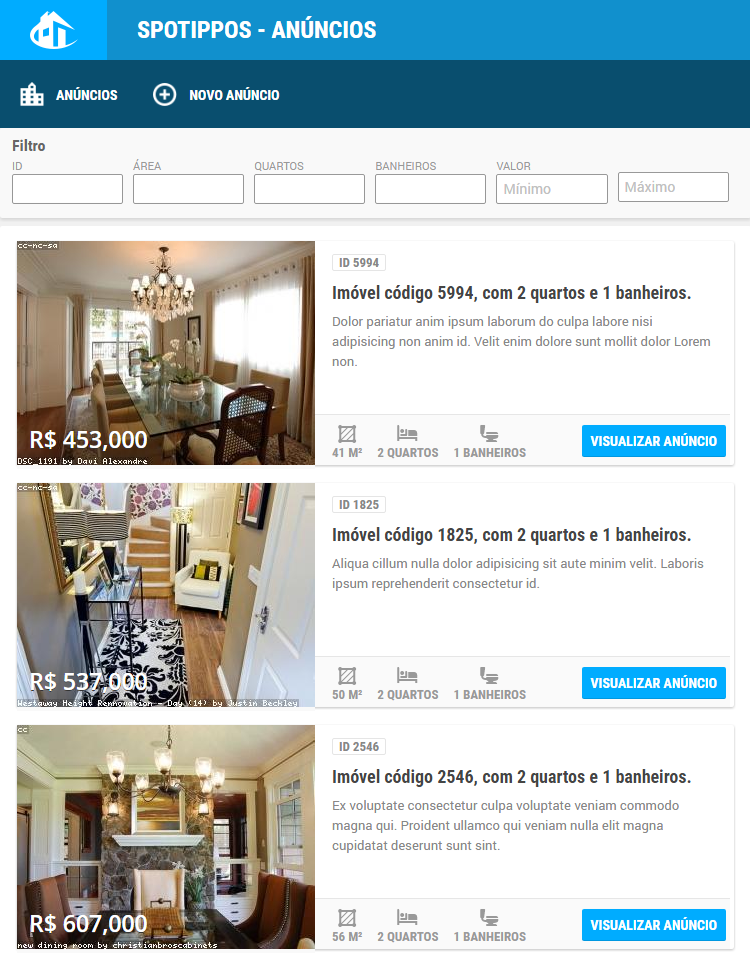 SPOTIPPOS - ANÚNCIOS
ANÚNCIOS
NOVO ANÚNCIO
Filtro
ID
ÁREA
QUARTOS
BANHEIROS
VALOR
Mínimo
Máximo
cc-nc-sa
R$ 453,000
DSC_1191 by Davi Alexandre
ID 5994
Imóvel código 5994, com 2 quartos e 1 banheiros.
Dolor pariatur anim ipsum laborum do culpa labore nisi
adipisicing non anim id. Velit enim dolore sunt mollit dolor Lorem
non.
41 M²
2 QUARTOS
1 BANHEIROS
VISUALIZAR ANÚNCIO
cc-nc-sa
R$ 537,000
Westaway Height Rennovation - Day (14) by Justin Beckley
ID 1825
Imóvel código 1825, com 2 quartos e 1 banheiros.
Aliqua cillum nulla dolor adipisicing sit aute minim velit. Laboris
ipsum reprehenderit consectetur id.
50 M²
2 QUARTOS
1 BANHEIROS
VISUALIZAR ANÚNCIO
cc
R$ 607,000
new dining room by christianbroscabinets
ID 2546
Imóvel código 2546, com 2 quartos e 1 banheiros.
Ex voluptate consectetur culpa voluptate veniam commodo
magna qui. Proident ullamco qui veniam nulla elit magna
cupidatat deserunt sunt sint.
56 M²
2 QUARTOS
1 BANHEIROS
VISUALIZAR ANÚNCIO